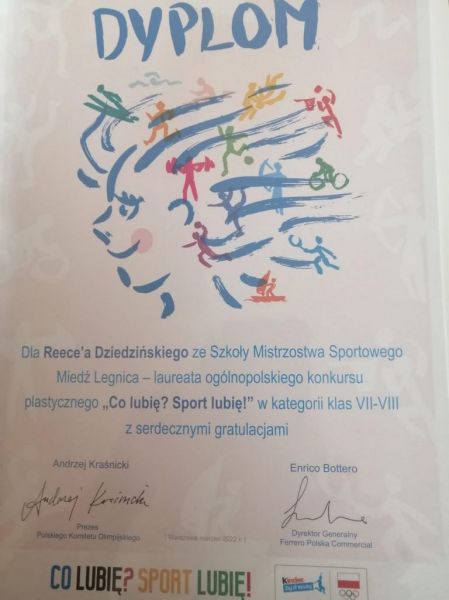 DYPLOM
Dla Reece'a Dziedzińskiego ze Szkoły Mistrzostwa Sportowego
Miedź Legnica – laureata ogólnopolskiego konkursu
plastycznego „Co lubię? Sport lubię!” w kategorii klas VII-VIII
z serdecznymi gratulacjami
Andrzej Kraśnicki
Enrico Bottero
Prezes
Polskiego Komitetu Olimpijskiego
Warszawa marzec 2022 r.
Dyrektor Generalny
Ferrero Polska Commercial
CO LUBIĘ? SPORT LUBIĘ!
Kinder